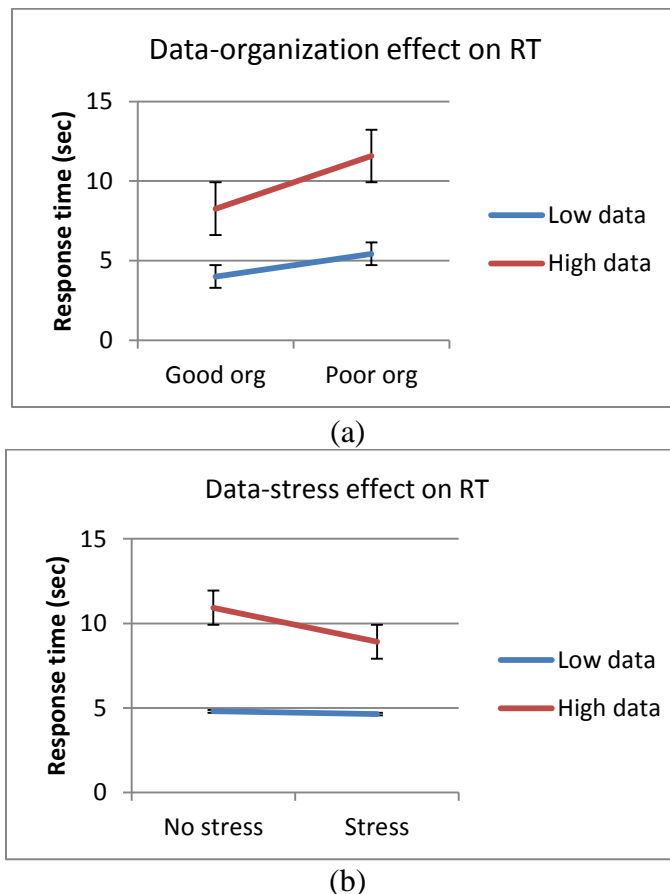 Data-organization effect on RT
15
10
5
0
Response time (sec)
Good org
Poor org
Low data
High data
(a)
Data-stress effect on RT
15
10
5
0
Response time (sec)
No stress
Stress
Low data
High data
(b)